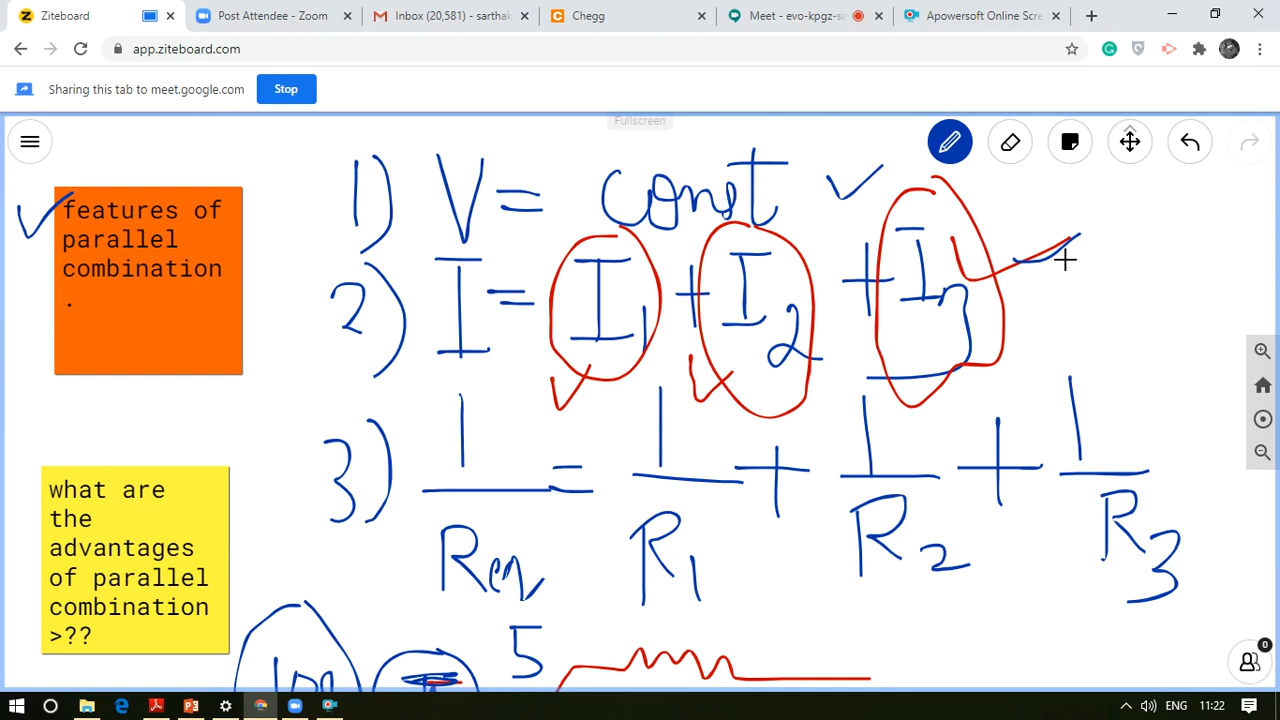 Ziteboard
Post Attendee - Zoom
Inbox (20,581) - sarthak
Chegg
Meet - evo-kpgz-sa
Apowersoft Online Scre
app.ziteboard.com
Sharing this tab to meet.google.com
Stop
Fullscreen
features of
parallel
combination
.
1) V = const
2) I = I1 + I2 + I3
3) 1/Req = 1/R1 + 1/R2 + 1/R3
what are
the
advantages
of parallel
combination
>??
5
0
ENG
11:22